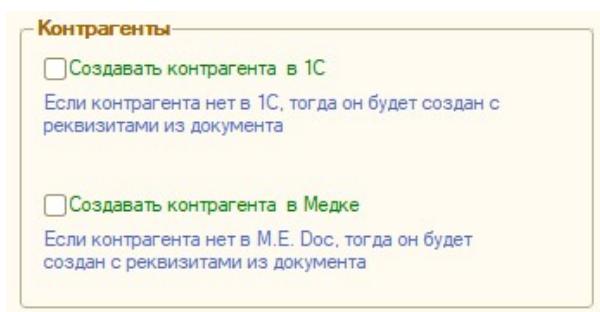 Контрагенты
Создавать контрагента в 1С
Если контрагента нет в 1С, тогда он будет создан с
реквизитами из документа
Создавать контрагента в Медке
Если контрагента нет в M.E. Doc, тогда он будет
создан с реквизитами из документа